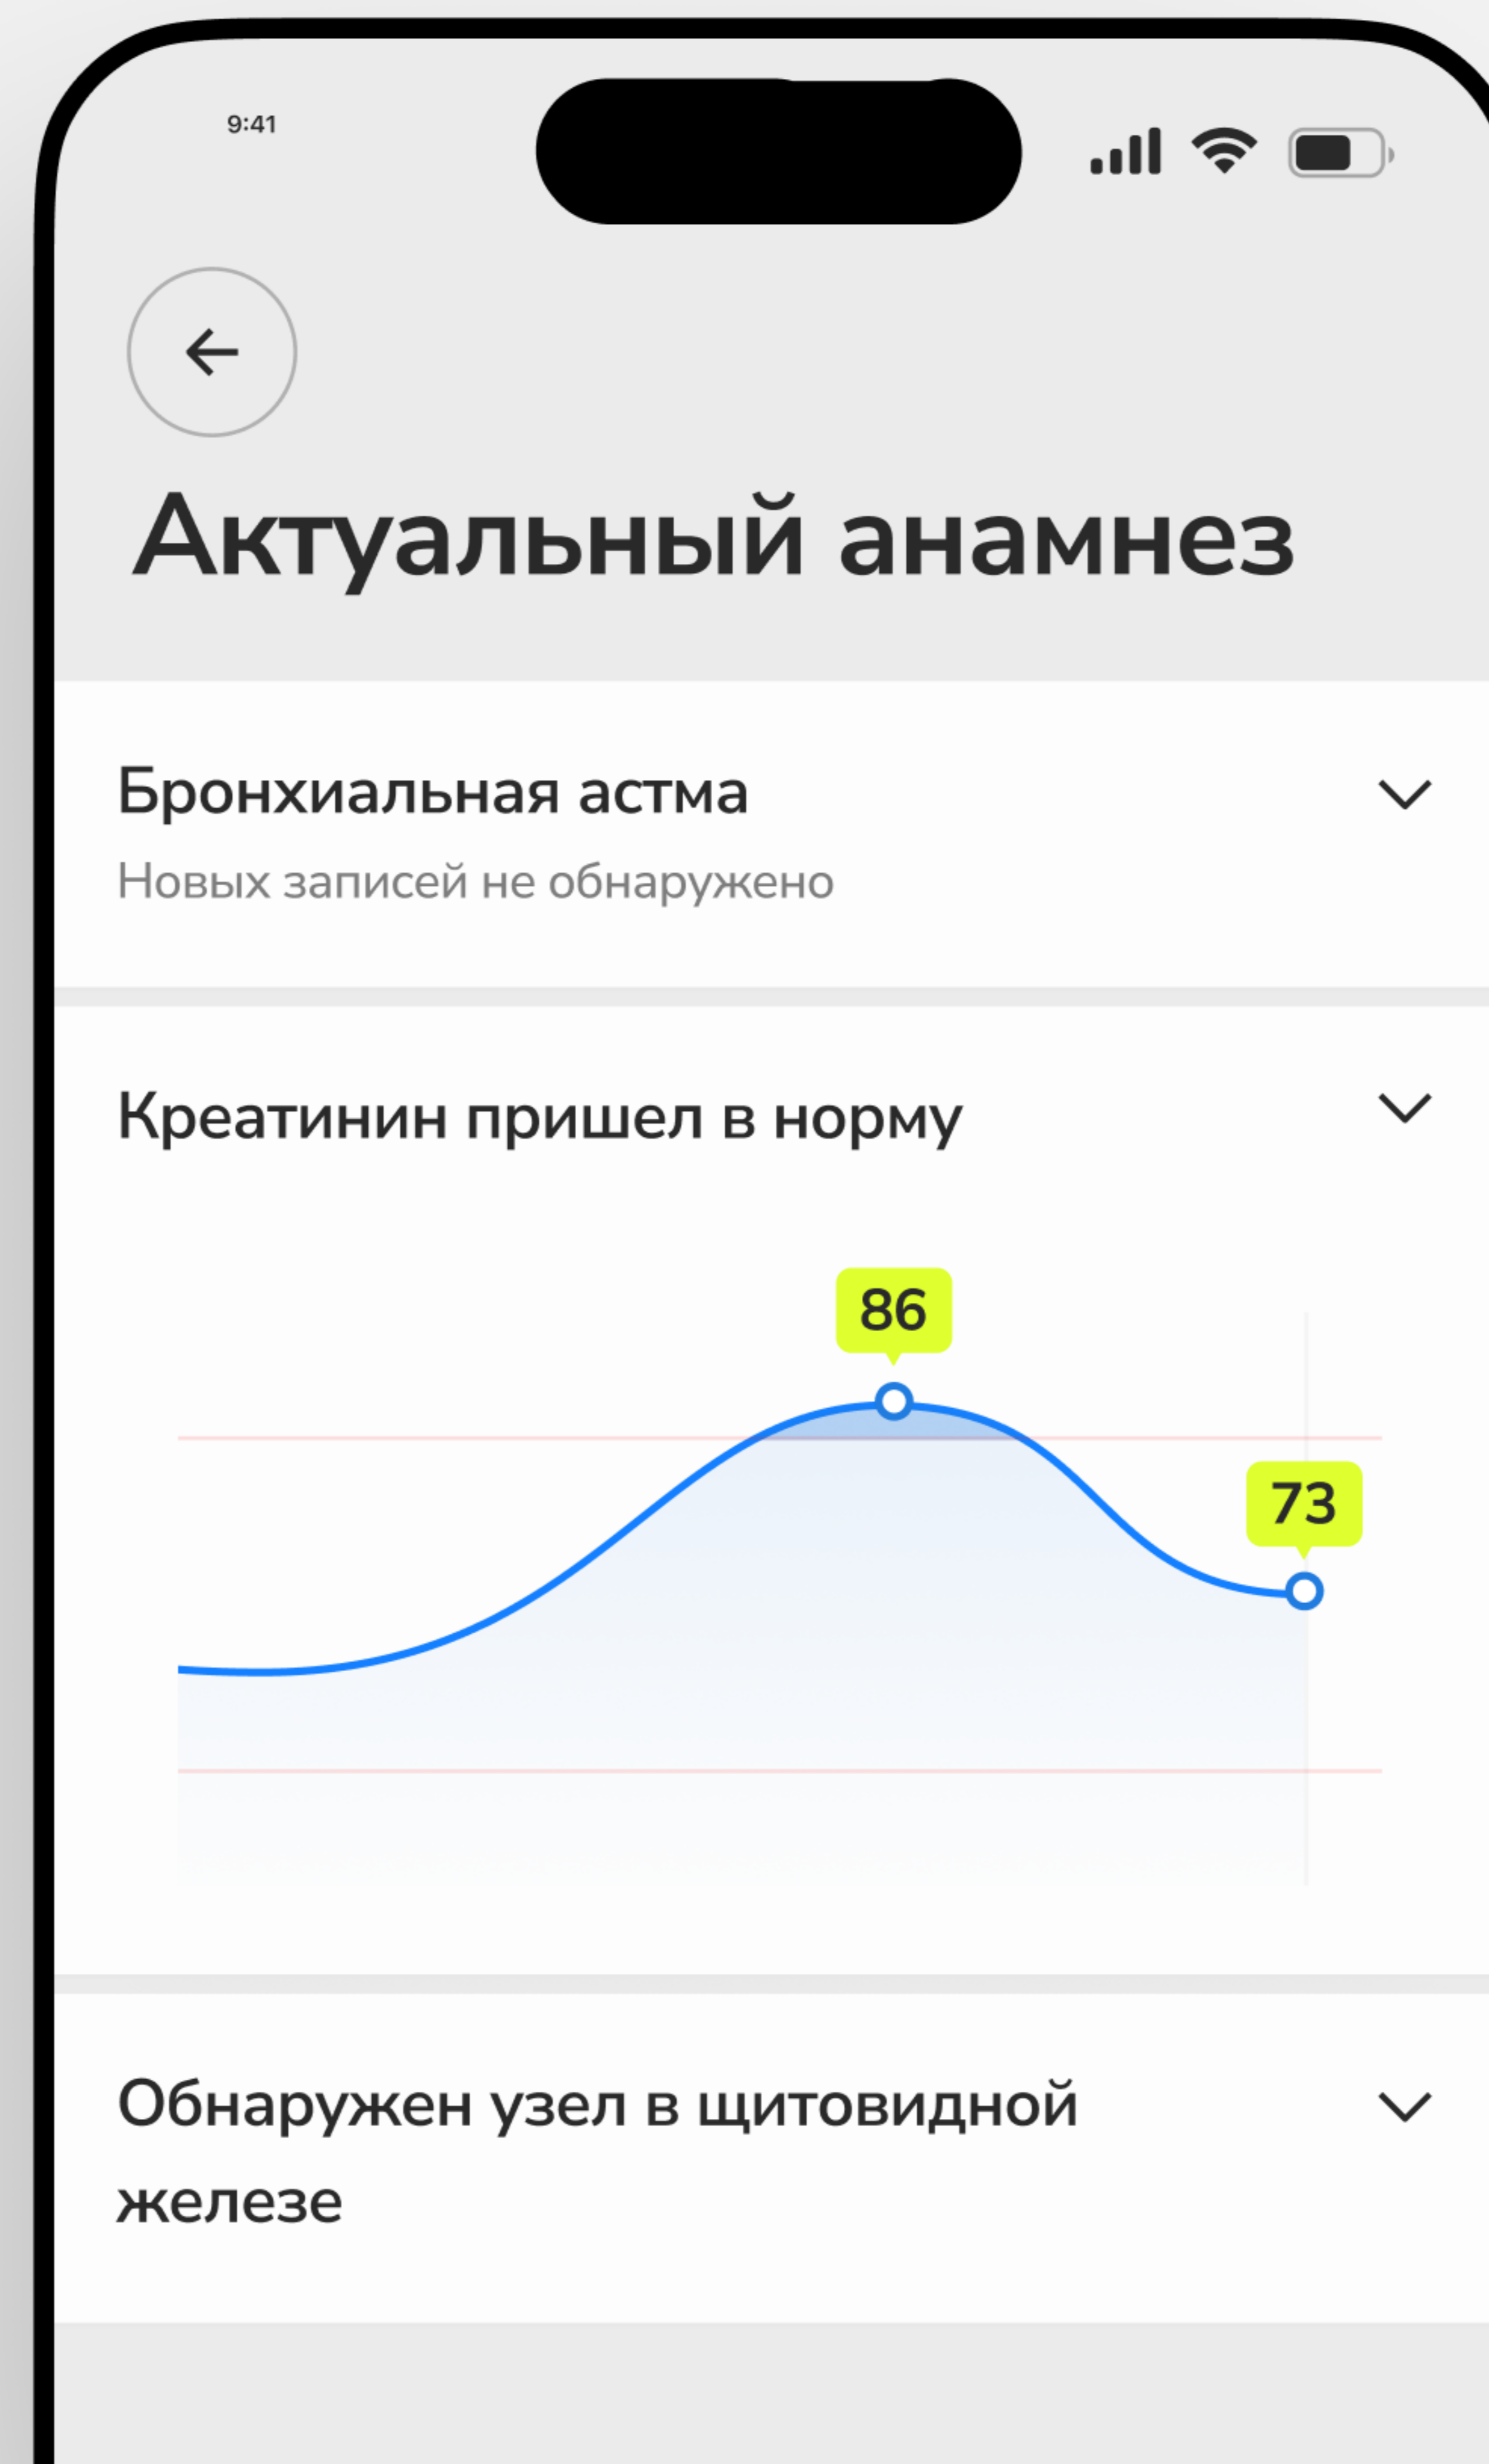 9:41
Актуальный анамнез
Бронхиальная астма
Новых записей не обнаружено
Креатинин пришел в норму
86
73
Обнаружен узел в щитовидной
железе